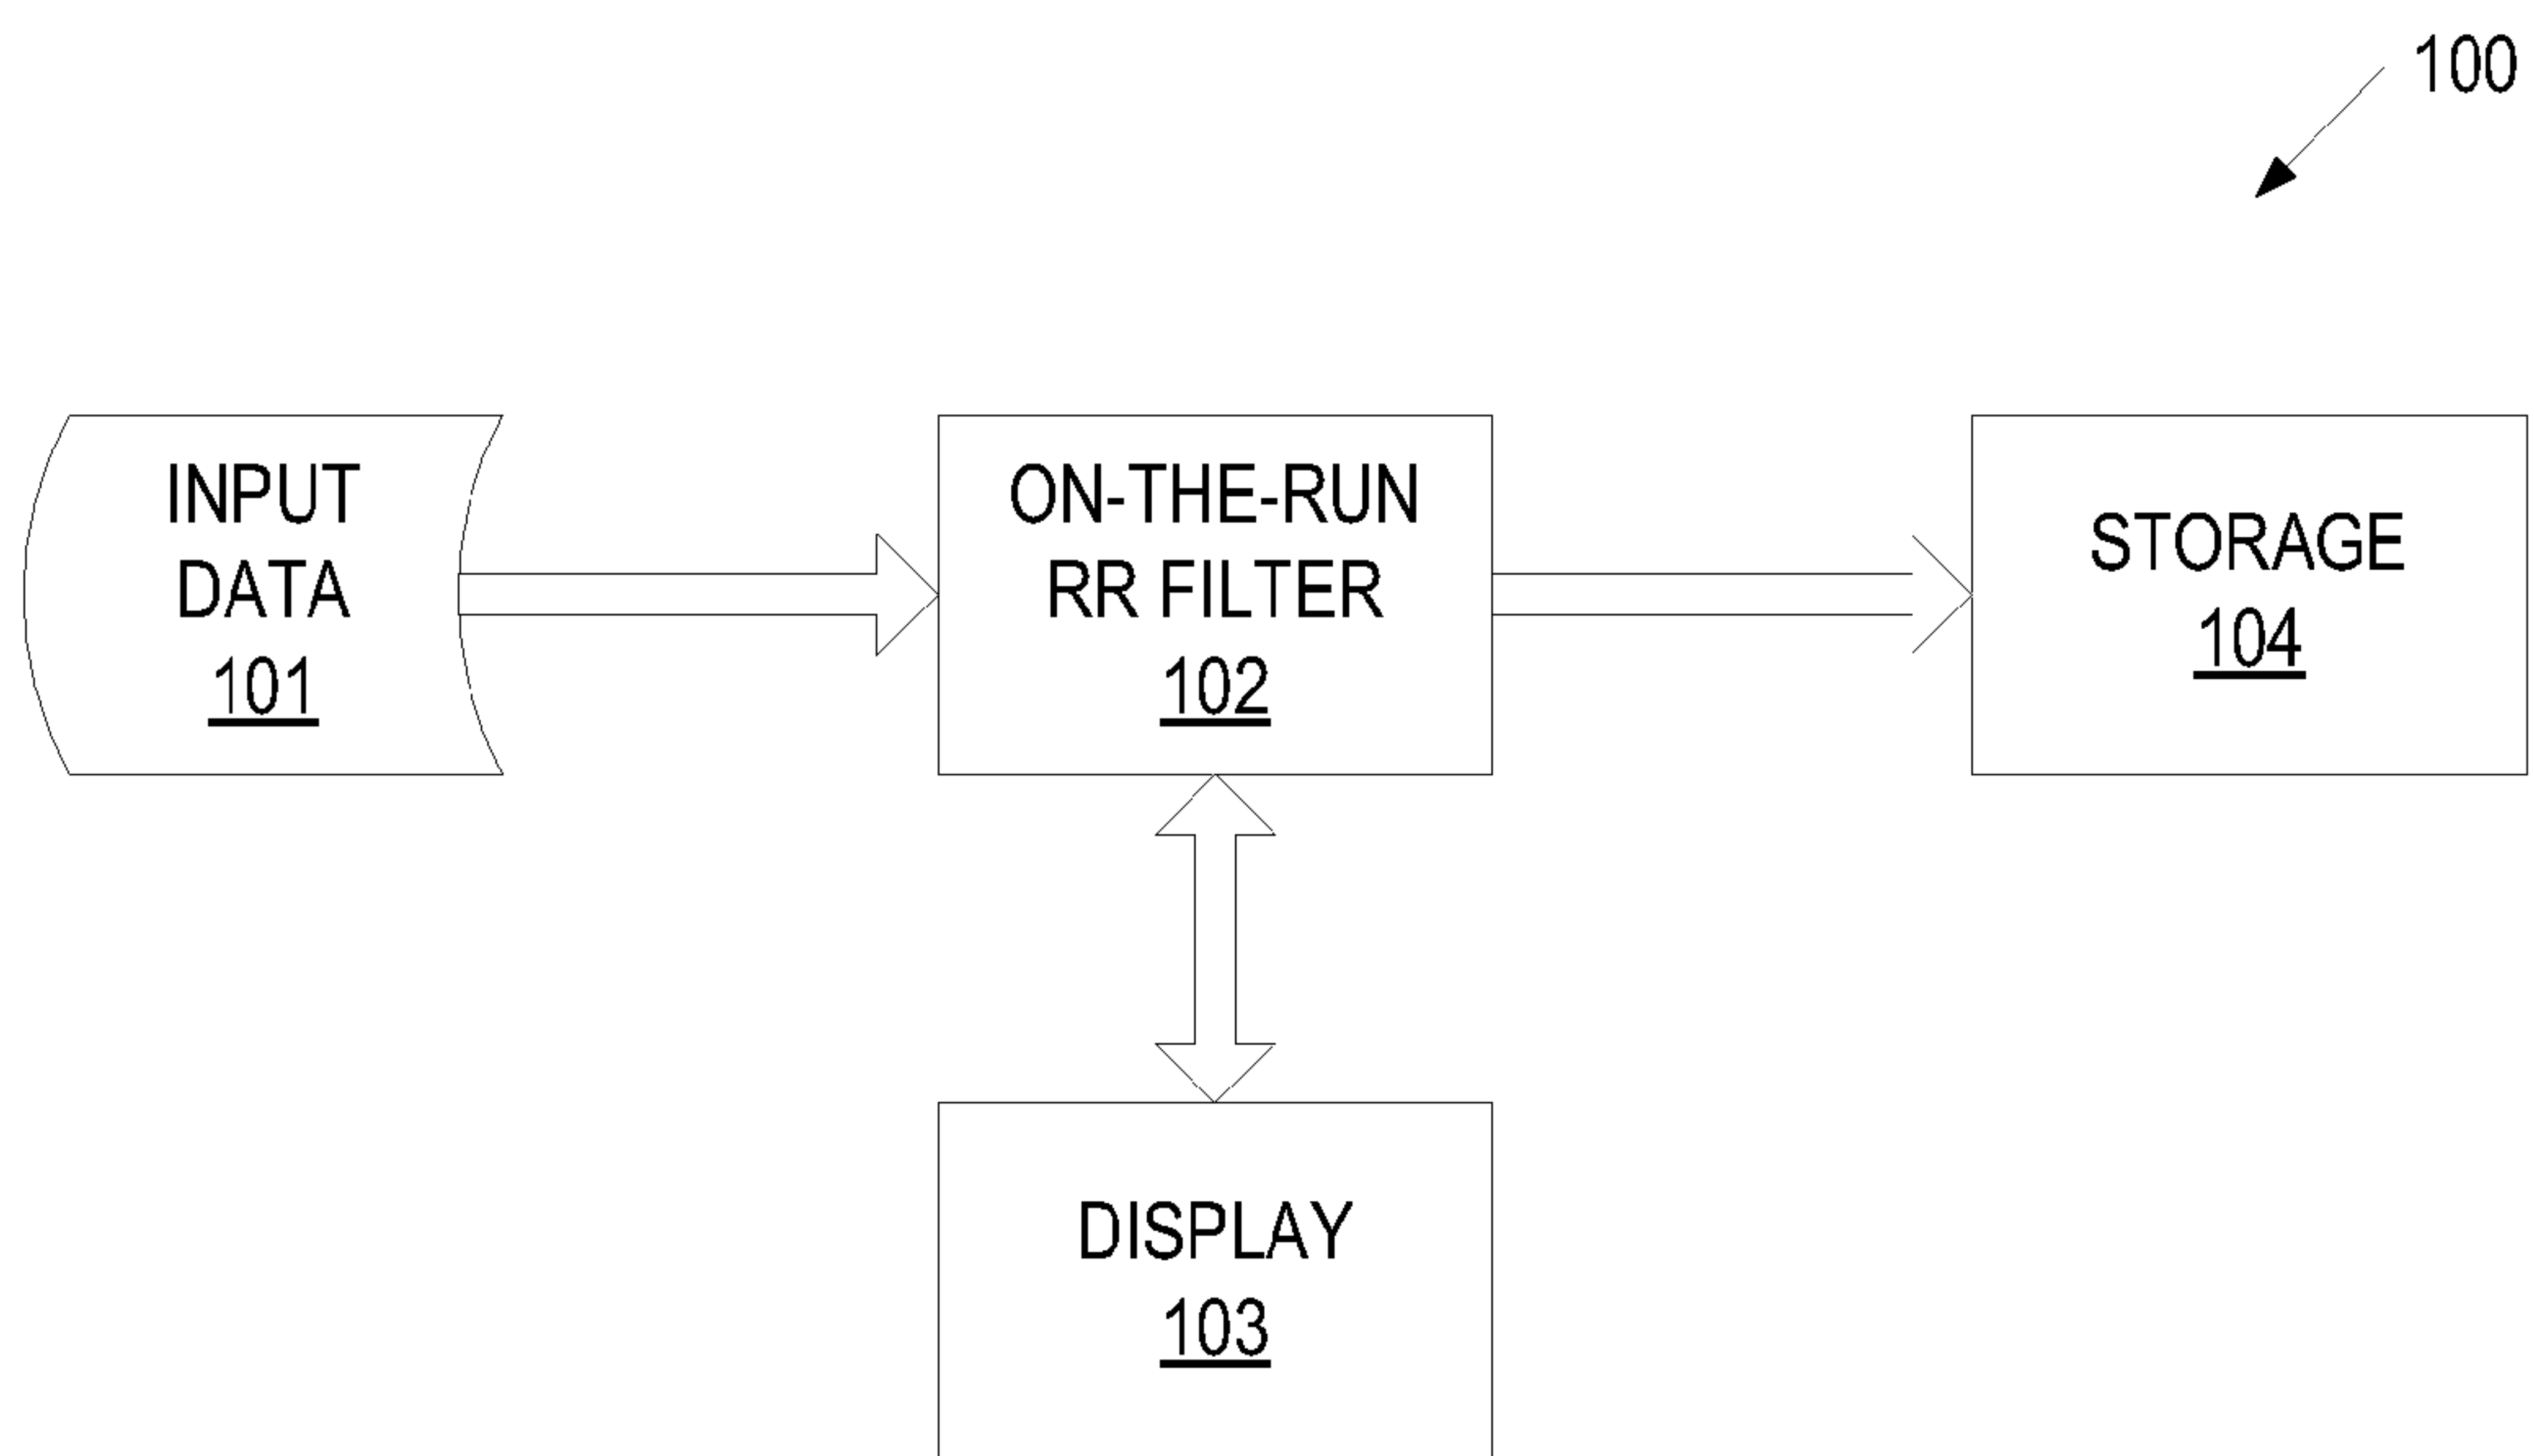 100
INPUT
DATA
101
ON-THE-RUN
RR FILTER
102
STORAGE
104
DISPLAY
103